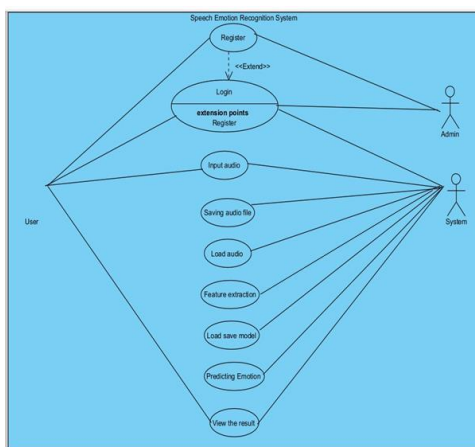 Speech Emotion Recognition System
Register
<<Extend>>
Login
extension points
Register
Admin
Input audio
Saving audio file
User
System
Load audio
Feature extraction
Load save model
Predicting Emotion
View the result